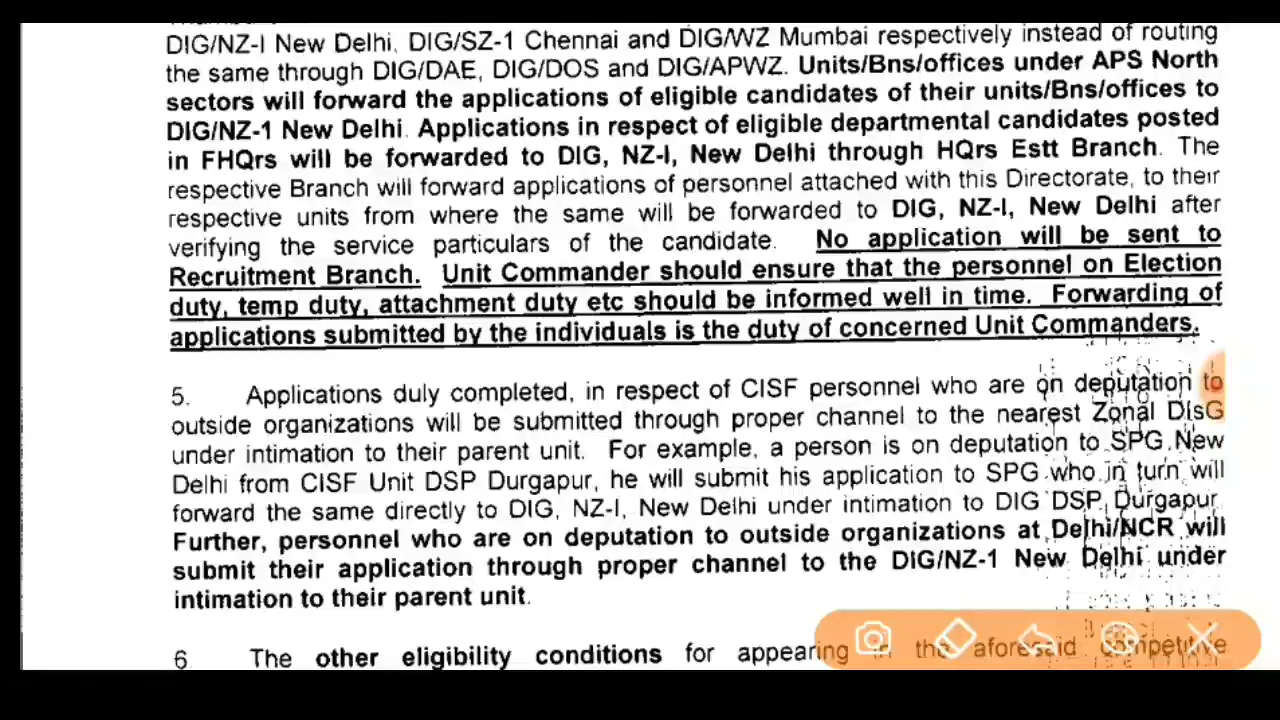 DIG/NZ-I New Delhi, DIG/SZ-1 Chennai and DIG/WZ Mumbai respectively instead of routing
the same through DIG/DAE, DIG/DOS and DIG/APWZ. Units/Bns/offices under APS North
sectors will forward the applications of eligible candidates of their units/Bns/offices to
DIG/NZ-1 New Delhi. Applications in respect of eligible departmental candidates posted
in FHQrs will be forwarded to DIG, NZ-I, New Delhi through HQrs Estt Branch. The
respective Branch will forward applications of personnel attached with this Directorate, to their
respective units from where the same will be forwarded to DIG, NZ-I, New Delhi after
verifying the service particulars of the candidate. No application will be sent to
Recruitment Branch. Unit Commander should ensure that the personnel on Election
duty, temp duty, attachment duty etc should be informed well in time. Forwarding of
applications submitted by the individuals is the duty of concerned Unit Commanders.
5. Applications duly completed, in respect of CISF personnel who are on deputation to
outside organizations will be submitted through proper channel to the nearest Zonal DisG
under intimation to their parent unit. For example, a person is on deputation to SPG New
Delhi from CISF Unit DSP Durgapur, he will submit his application to SPG who in turn will
forward the same directly to DIG, NZ-I, New Delhi under intimation to DIG DSP, Durgapur.
Further, personnel who are on deputation to outside organizations at Delhi/NCR will
submit their application through proper channel to the DIG/NZ-1 New Delhi under
intimation to their parent unit.
6 The other eligibility conditions for appearing in the aforesaid competitive